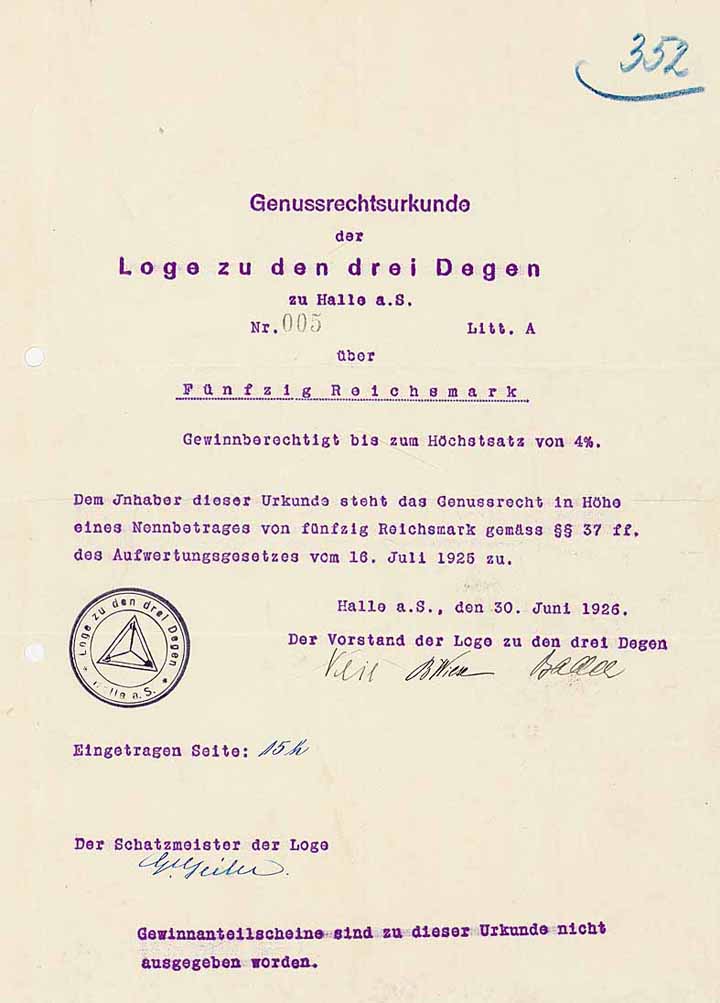 352
Genussrechtsurkunde
der
Loge zu den drei Degen
zu Halle a.S.
Nr. 005 Litt. A
über
Fünfzig Reichsmark
Gewinnberechtigt bis zum Höchstsatz von 4%.
Dem Jnhaber dieser Urkunde steht das Genussrecht in Höhe
eines Nennbetrages von fünfzig Reichsmark gemäss §§ 37 ff.
des Aufwertungsgesetzes vom 16. Juli 1925 zu.
Halle a.S., den 30. Juni 1926.
Der Vorstand der Loge zu den drei Degen
* Loge zu den drei Degen *
Halle a.S.
Eingetragen Seite: 15
Der Schatzmeister der Loge
Gewinnanteilscheine sind zu dieser Urkunde nicht
ausgegeben worden.